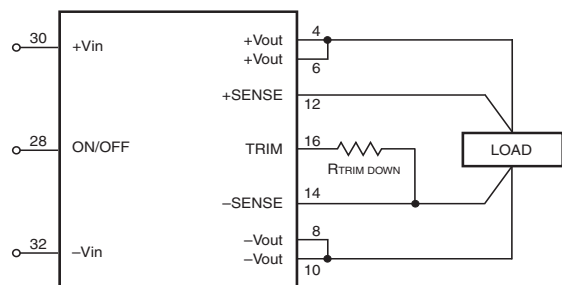 30
+Vin
28
ON/OFF
32
–Vin
+Vout
4
+Vout
6
+SENSE
12
TRIM
16
RTRIM DOWN
–SENSE
14
–Vout
8
–Vout
10
LOAD